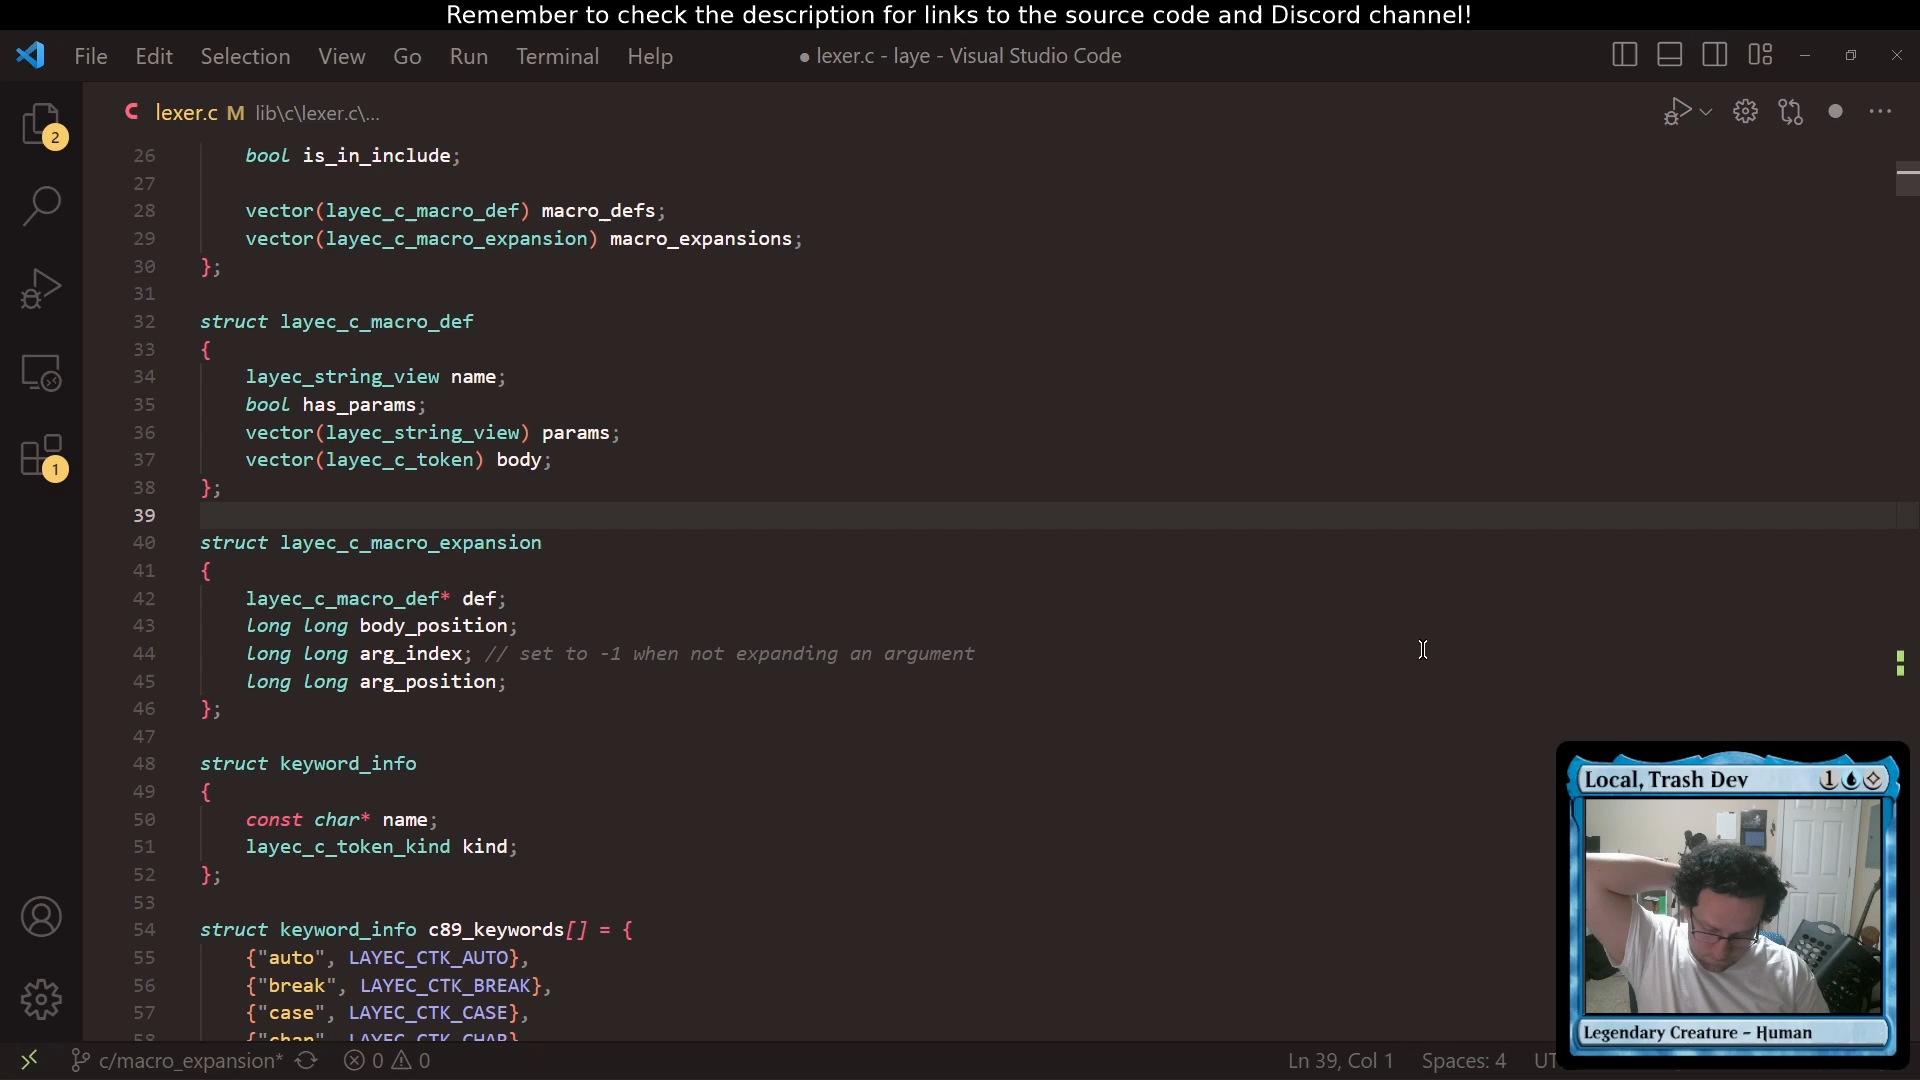 Remember to check the description for links to the source code and Discord channel!
File Edit Selection View Go Run Terminal Help ● lexer.c - laye - Visual Studio Code
lexer.c M lib\c\lexer.c\...
2
1
26 bool is_in_include;
27
28 vector(layec_c_macro_def) macro_defs;
29 vector(layec_c_macro_expansion) macro_expansions;
30 };
31
32 struct layec_c_macro_def
33 {
34 layec_string_view name;
35 bool has_params;
36 vector(layec_string_view) params;
37 vector(layec_c_token) body;
38 };
39
40 struct layec_c_macro_expansion
41 {
42 layec_c_macro_def* def;
43 long long body_position;
44 long long arg_index; // set to -1 when not expanding an argument
45 long long arg_position;
46 };
47
48 struct keyword_info
49 {
50 const char* name;
51 layec_c_token_kind kind;
52 };
53
54 struct keyword_info c89_keywords[] = {
55 {"auto", LAYEC_CTK_AUTO},
56 {"break", LAYEC_CTK_BREAK},
57 {"case", LAYEC_CTK_CASE},
58 {"char", LAYEC_CTK_CHAR},
Local, Trash Dev 1
Legendary Creature – Human
c/macro_expansion* 0 0 Ln 39, Col 1 Spaces: 4